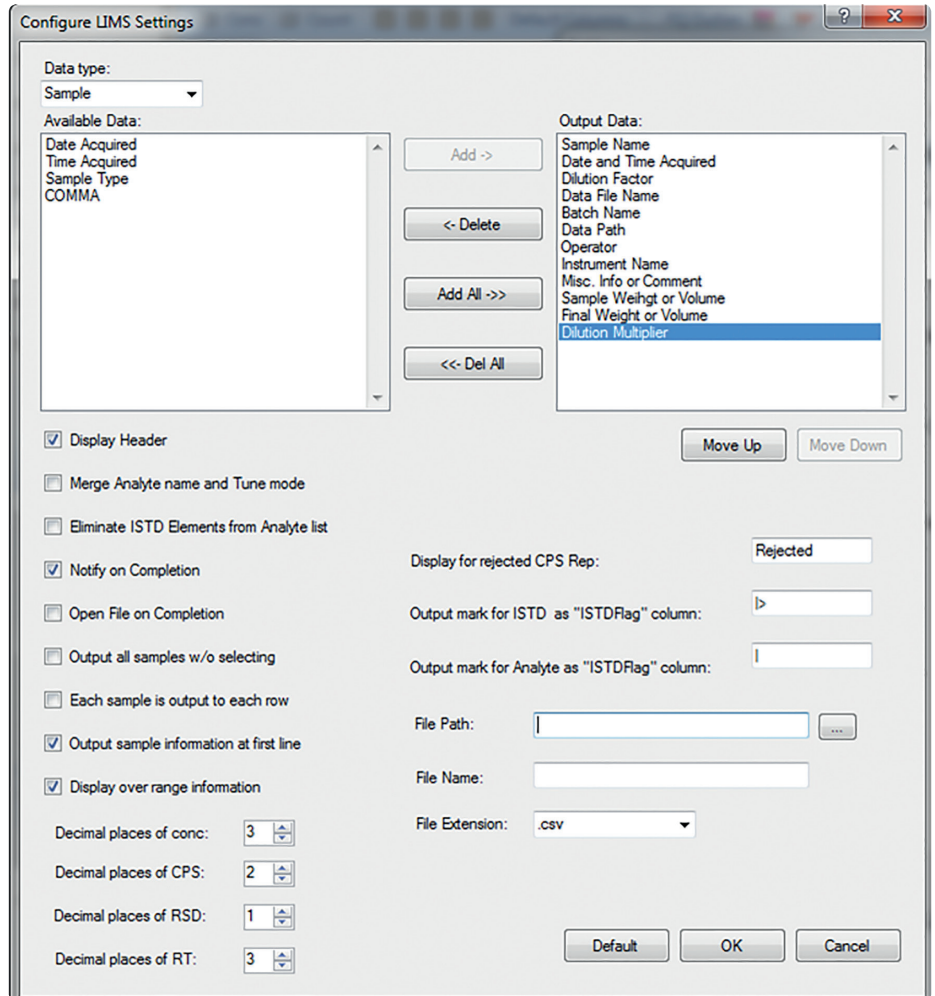 Configure LIMS Settings
?
Data type:
Sample
Available Data:
Date Acquired
Time Acquired
Sample Type
COMMA
Add ->
<- Delete
Add All ->>
<<- Del All
Output Data:
Sample Name
Date and Time Acquired
Dilution Factor
Data File Name
Batch Name
Data Path
Operator
Instrument Name
Misc. Info or Comment
Sample Weihgt or Volume
Final Weight or Volume
Dilution Multiplier
Move Up
Move Down
Display Header
Merge Analyte name and Tune mode
Eliminate ISTD Elements from Analyte list
Notify on Completion
Open File on Completion
Output all samples w/o selecting
Each sample is output to each row
Output sample information at first line
Display over range information
Decimal places of conc: 3
Decimal places of CPS: 2
Decimal places of RSD: 1
Decimal places of RT: 3
Display for rejected CPS Rep: Rejected
Output mark for ISTD as "ISTDFlag" column: |>
Output mark for Analyte as "ISTDFlag" column: |
File Path:
...
File Name:
File Extension: .csv
Default
OK
Cancel